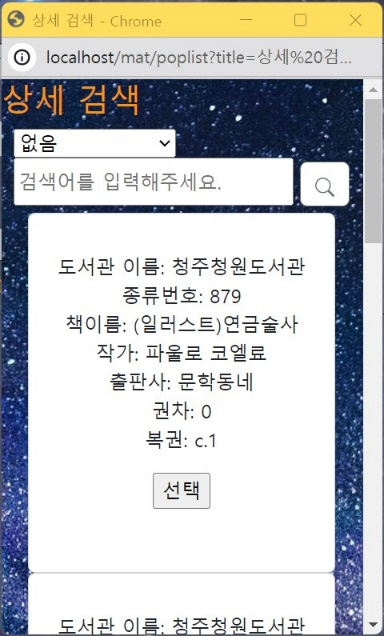 상세 검색 - Chrome
localhost/mat/poplist?title=상세%20검...
상세 검색
없음
검색어를 입력해주세요.
도서관 이름: 청주청원도서관
종류번호: 879
책이름: (일러스트)연금술사
작가: 파울로 코엘료
출판사: 문학동네
권차: 0
복권: c.1
선택
도서관 이름: 청주청원도서관